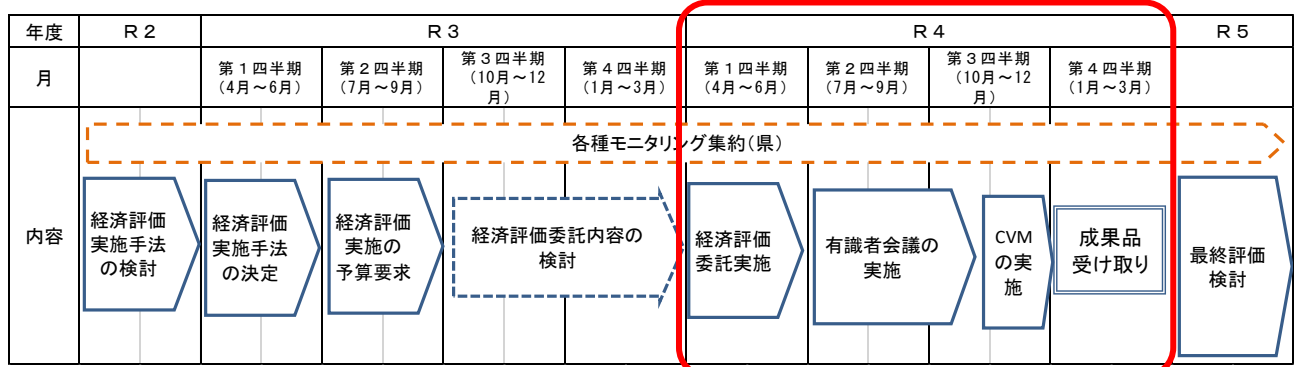 年度
R２
R３
R４
R５
月
第１四半期
（4月～6月）
第２四半期
（7月～9月）
第３四半期
（10月～12
月）
第４四半期
（1月～3月）
第１四半期
（4月～6月）
第２四半期
（7月～9月）
第３四半期
（10月～12
月）
第４四半期
（1月～3月）
内容
各種モニタリング集約（県）
経済評価
実施手法
の検討
経済評価
実施手法
の決定
経済評価
実施の
予算要求
経済評価委託内容の
検討
経済評価
委託実施
有識者会議の
実施
CVM
の実
施
成果品
受け取り
最終評価
検討